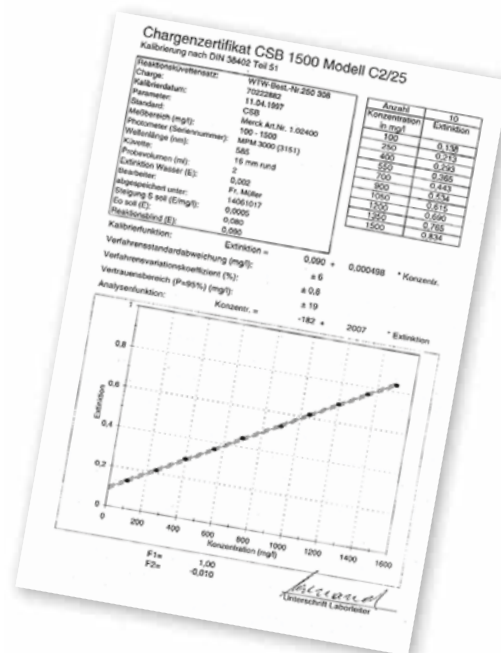 Chargenzertifikat CSB 1500 Modell C2/25
Kalibrierung nach DIN 38402 Teil 51
Reaktionsküvettensatz: WTW-Best.-Nr.250 308
Charge: 70222882
Kalibrierdatum: 11.04.1997
Parameter: CSB
Standard: Merck Art.Nr. 1.02400
Meßbereich (mg/l): 100 - 1500
Photometer (Seriennummer): MPM 3000 (3151)
Wellenlänge (nm): 585
Küvette: 16 mm rund
Probevolumen (ml): 2
Extinktion Wasser (E): 0,002
Bearbeiter: Fr. Müller
abgespeichert unter: 14061017
Steigung S soll (E/mg/l): 0,0005
Eo soll (E): 0,080
Reaktionsblind (E): 0,090
Anzahl 10
Konzentration in mg/l Extinktion
100 0,138
250 0,213
400 0,293
550 0,365
700 0,443
900 0,534
1050 0,615
1200 0,690
1350 0,765
1500 0,834
Kalibrierfunktion: Extinktion = 0,090 + 0,000498 * Konzentr.
Verfahrensstandardabweichung (mg/l): ± 6
Verfahrensvariationskoeffizient (%): ± 0,8
Vertrauensbereich (P=95%) (mg/l): ± 19
Analysenfunktion: Konzentr. = -182 + 2007 * Extinktion
1
0,8
0,6
0,4
0,2
0
Extinktion
0 200 400 600 800 1000 1200 1400 1600
Konzentration (mg/l)
F1= 1,00
F2= -0,010
Unterschrift Laborleiter